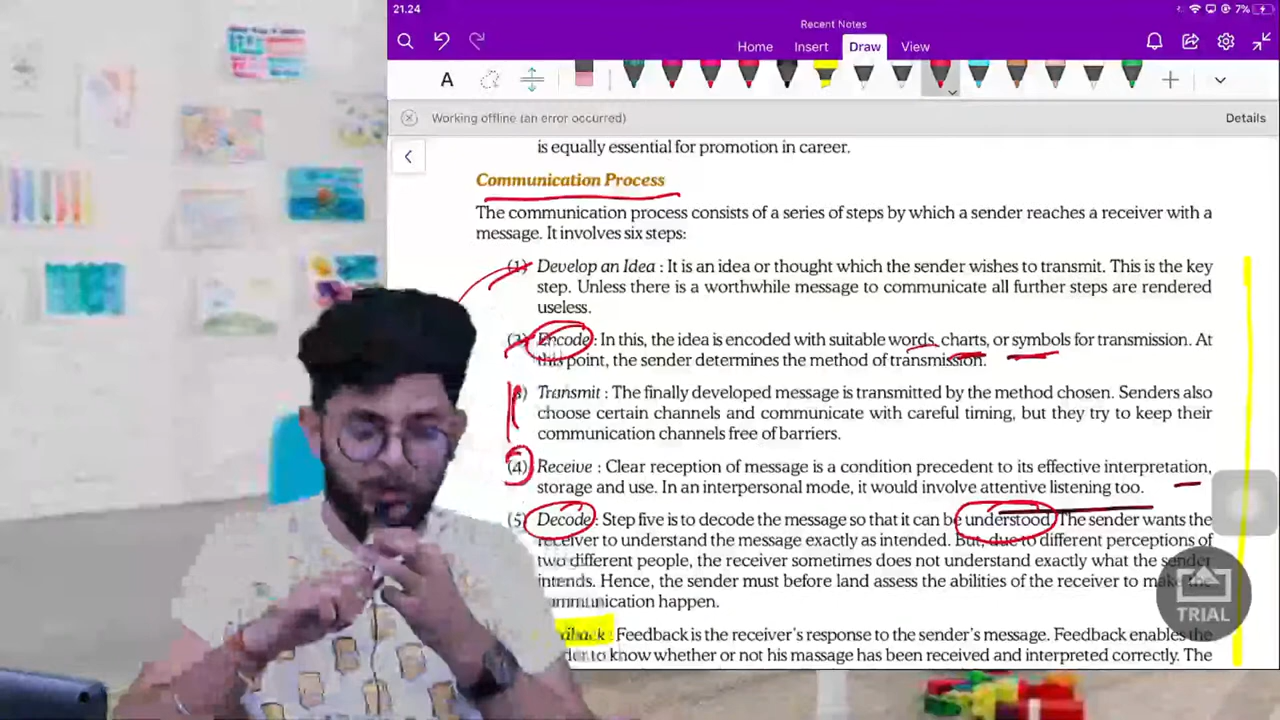 21.24
7%
Recent Notes
Home Insert Draw View
A
Working offline (an error occurred)
Details
is equally essential for promotion in career.
Communication Process
The communication process consists of a series of steps by which a sender reaches a receiver with a
message. It involves six steps:
(1) Develop an Idea : It is an idea or thought which the sender wishes to transmit. This is the key
step. Unless there is a worthwhile message to communicate all further steps are rendered
useless.
(2) Encode : In this, the idea is encoded with suitable words, charts, or symbols for transmission. At
this point, the sender determines the method of transmission.
Transmit : The finally developed message is transmitted by the method chosen. Senders also
choose certain channels and communicate with careful timing, but they try to keep their
communication channels free of barriers.
(4) Receive : Clear reception of message is a condition precedent to its effective interpretation,
storage and use. In an interpersonal mode, it would involve attentive listening too.
(5) Decode : Step five is to decode the message so that it can be understood. The sender wants the
receiver to understand the message exactly as intended. But, due to different perceptions of
two different people, the receiver sometimes does not understand exactly what the sender
intends. Hence, the sender must before land assess the abilities of the receiver to make the
communication happen.
: Feedback is the receiver's response to the sender's message. Feedback enables the
to know whether or not his massage has been received and interpreted correctly. The
TRIAL